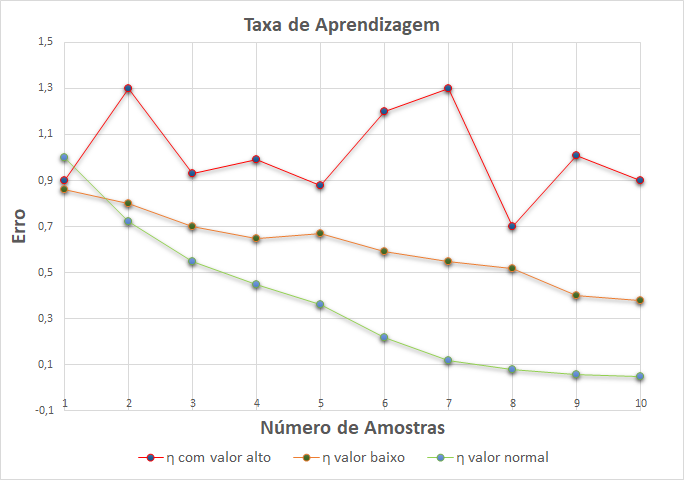 Taxa de Aprendizagem
1,5
1,3
1,1
0,9
0,7
0,5
0,3
0,1
-0,1
Erro
1 2 3 4 5 6 7 8 9 10
Número de Amostras
η com valor alto η valor baixo η valor normal